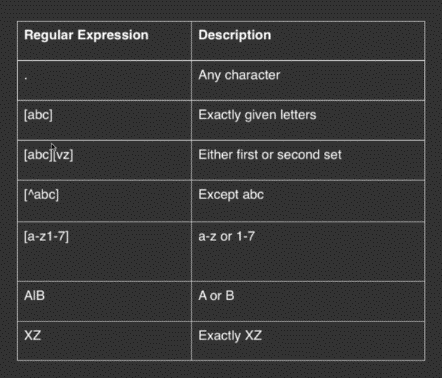 Regular Expression Description
. Any character
[abc] Exactly given letters
[abc][vz] Either first or second set
[^abc] Except abc
[a-z1-7] a-z or 1-7
A|B A or B
XZ Exactly XZ